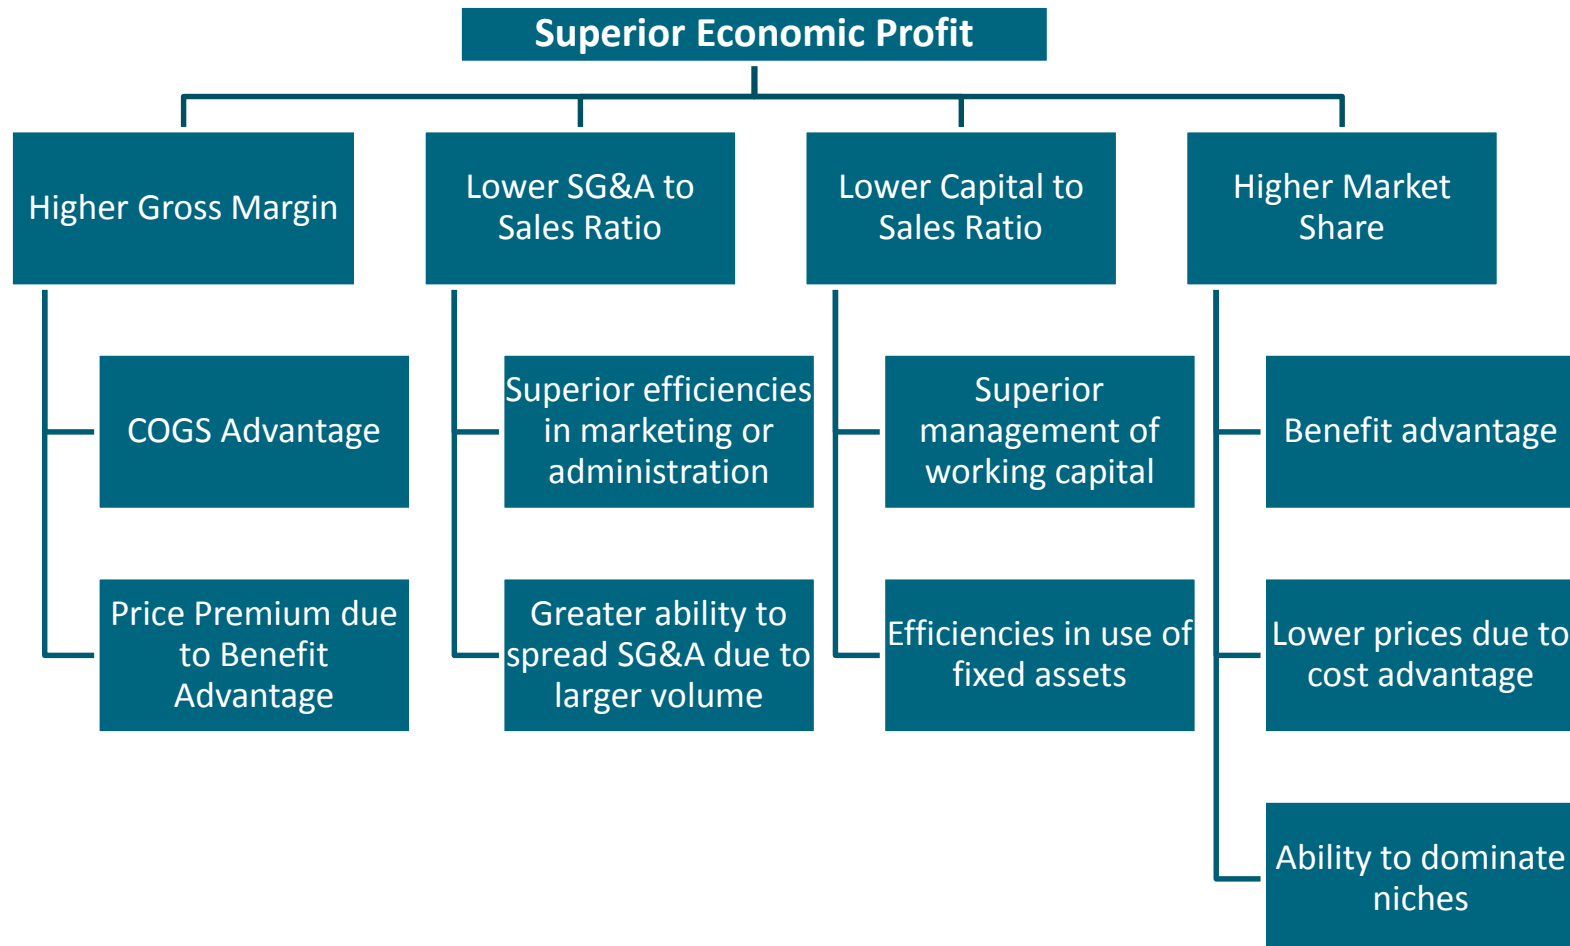 Superior Economic Profit
Higher Gross Margin
COGS Advantage
Price Premium due
to Benefit
Advantage
Lower SG&A to
Sales Ratio
Superior efficiencies
in marketing or
administration
Greater ability to
spread SG&A due to
larger volume
Lower Capital to
Sales Ratio
Superior
management of
working capital
Efficiencies in use of
fixed assets
Higher Market
Share
Benefit advantage
Lower prices due to
cost advantage
Ability to dominate
niches